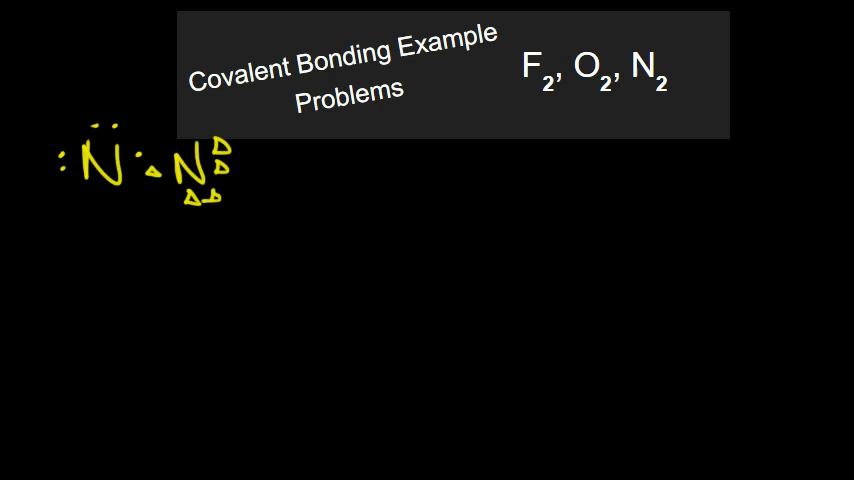 Covalent Bonding Example
Problems
F₂, O₂, N₂
N N